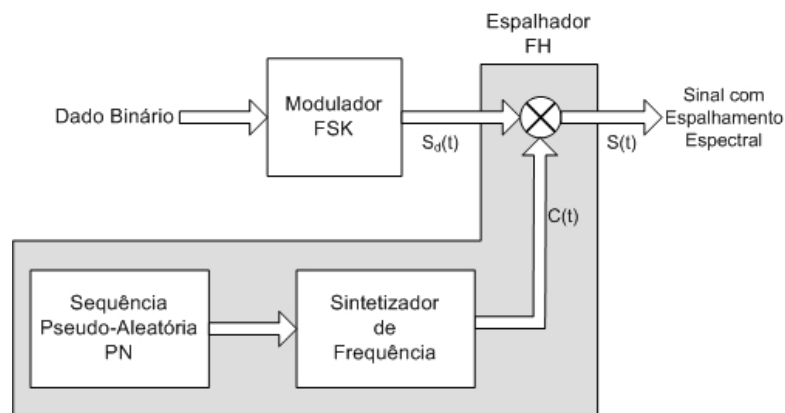 Espalhador
FH
Dado Binário
Modulador
FSK
Sd(t)
S(t)
Sinal com
Espalhamento
Espectral
C(t)
Sequência
Pseudo-Aleatória
PN
Sintetizador
de
Frequência